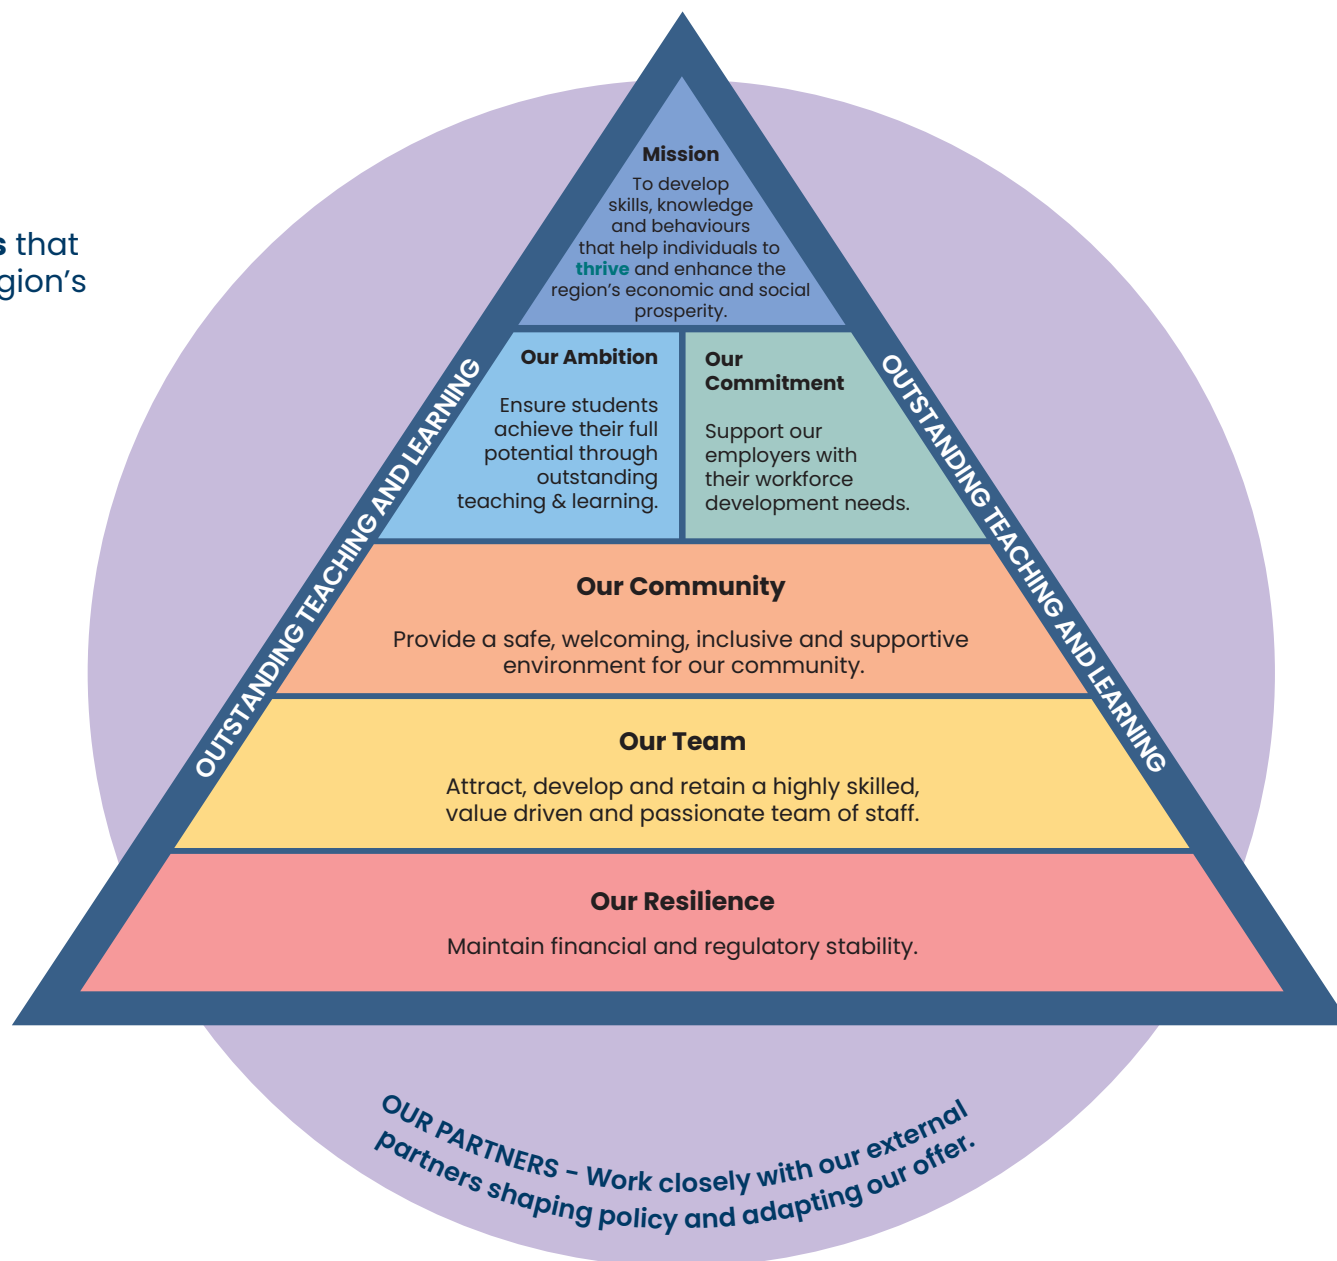 s that
gion's
Mission
To develop
skills, knowledge
and behaviours
that help individuals to
thrive and enhance the
region's economic and social
prosperity.
Our Ambition
Ensure students
achieve their full
potential through
outstanding
teaching & learning.
Our
Commitment
Support our
employers with
their workforce
development needs.
OUTSTANDING TEACHING AND LEARNING
OUTSTANDING TEACHING AND LEARNING
Our Community
Provide a safe, welcoming, inclusive and supportive
environment for our community.
Our Team
Attract, develop and retain a highly skilled,
value driven and passionate team of staff.
Our Resilience
Maintain financial and regulatory stability.
OUR PARTNERS – Work closely with our external
partners shaping policy and adapting our offer.